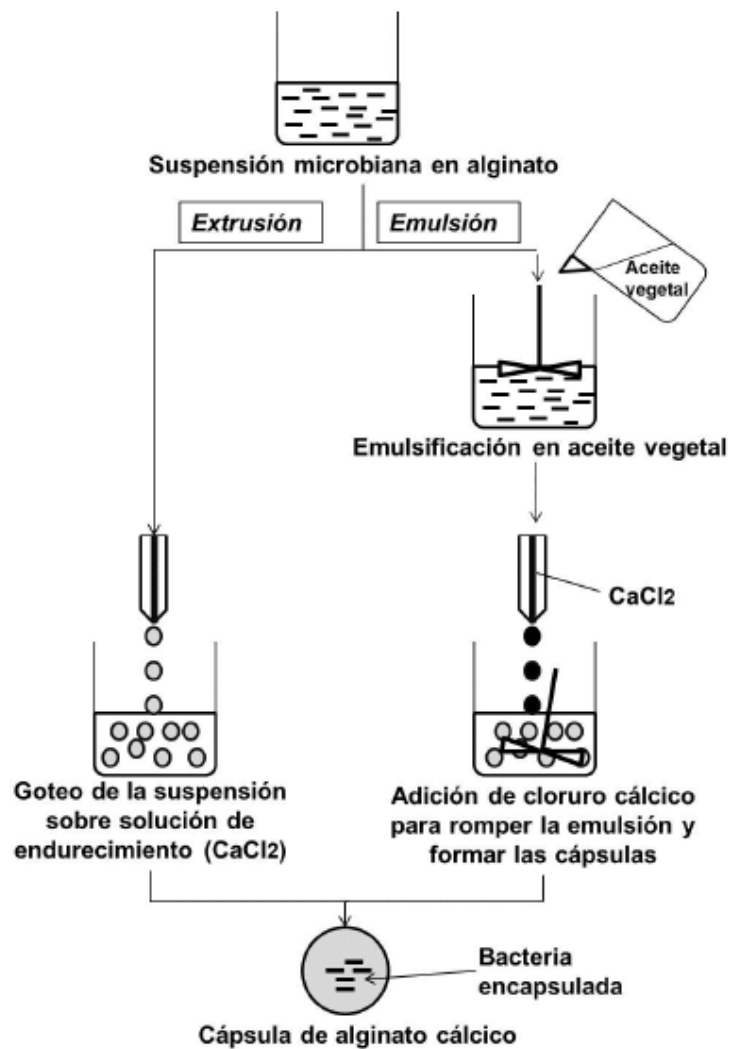 Suspensión microbiana en alginato
Extrusión
Emulsión
Aceite
vegetal
Emulsificación en aceite vegetal
CaCl2
Goteo de la suspensión
sobre solución de
endurecimiento (CaCl2)
Adición de cloruro cálcico
para romper la emulsión y
formar las cápsulas
Bacteria
encapsulada
Cápsula de alginato cálcico